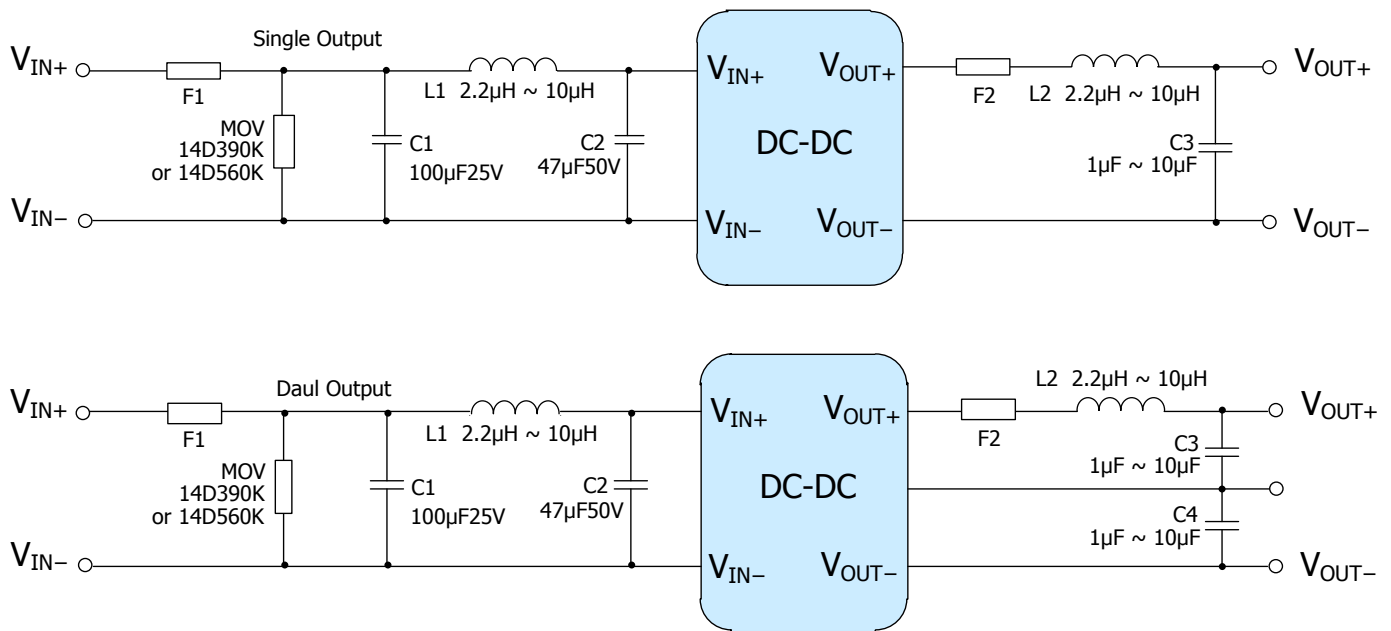 Single Output
VIN+
F1
L1 2.2µH ~ 10µH
MOV
14D390K
or 14D560K
C1
100µF25V
C2
47µF50V
VIN−
VIN+
VOUT+
DC-DC
VIN−
VOUT−
F2
L2 2.2µH ~ 10µH
C3
1µF ~ 10µF
VOUT+
VOUT−
Daul Output
VIN+
F1
L1 2.2µH ~ 10µH
MOV
14D390K
or 14D560K
C1
100µF25V
C2
47µF50V
VIN−
VIN+
VOUT+
DC-DC
VIN−
VOUT−
L2 2.2µH ~ 10µH
F2
C3
1µF ~ 10µF
C4
1µF ~ 10µF
VOUT+
VOUT−